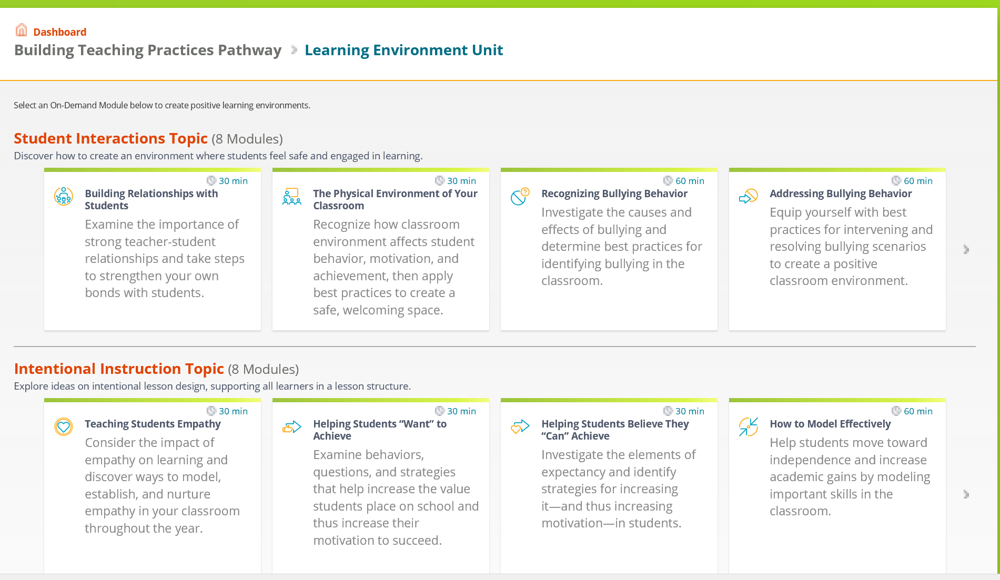 Dashboard
Building Teaching Practices Pathway Learning Environment Unit
Select an On-Demand Module below to create positive learning environments.
Student Interactions Topic (8 Modules)
Discover how to create an environment where students feel safe and engaged in learning.
30 min
Building Relationships with
Students
Examine the importance of
strong teacher-student
relationships and take steps
to strengthen your own
bonds with students.
30 min
The Physical Environment of Your
Classroom
Recognize how classroom
environment affects student
behavior, motivation, and
achievement, then apply
best practices to create a
safe, welcoming space.
60 min
Recognizing Bullying Behavior
Investigate the causes and
effects of bullying and
determine best practices for
identifying bullying in the
classroom.
60 min
Addressing Bullying Behavior
Equip yourself with best
practices for intervening and
resolving bullying scenarios
to create a positive
classroom environment.
Intentional Instruction Topic (8 Modules)
Explore ideas on intentional lesson design, supporting all learners in a lesson structure.
30 min
Teaching Students Empathy
Consider the impact of
empathy on learning and
discover ways to model,
establish, and nurture
empathy in your classroom
throughout the year.
30 min
Helping Students “Want” to
Achieve
Examine behaviors,
questions, and strategies
that help increase the value
students place on school and
thus increase their
motivation to succeed.
30 min
Helping Students Believe They
“Can” Achieve
Investigate the elements of
expectancy and identify
strategies for increasing
it—and thus increasing
motivation—in students.
60 min
How to Model Effectively
Help students move toward
independence and increase
academic gains by modeling
important skills in the
classroom.